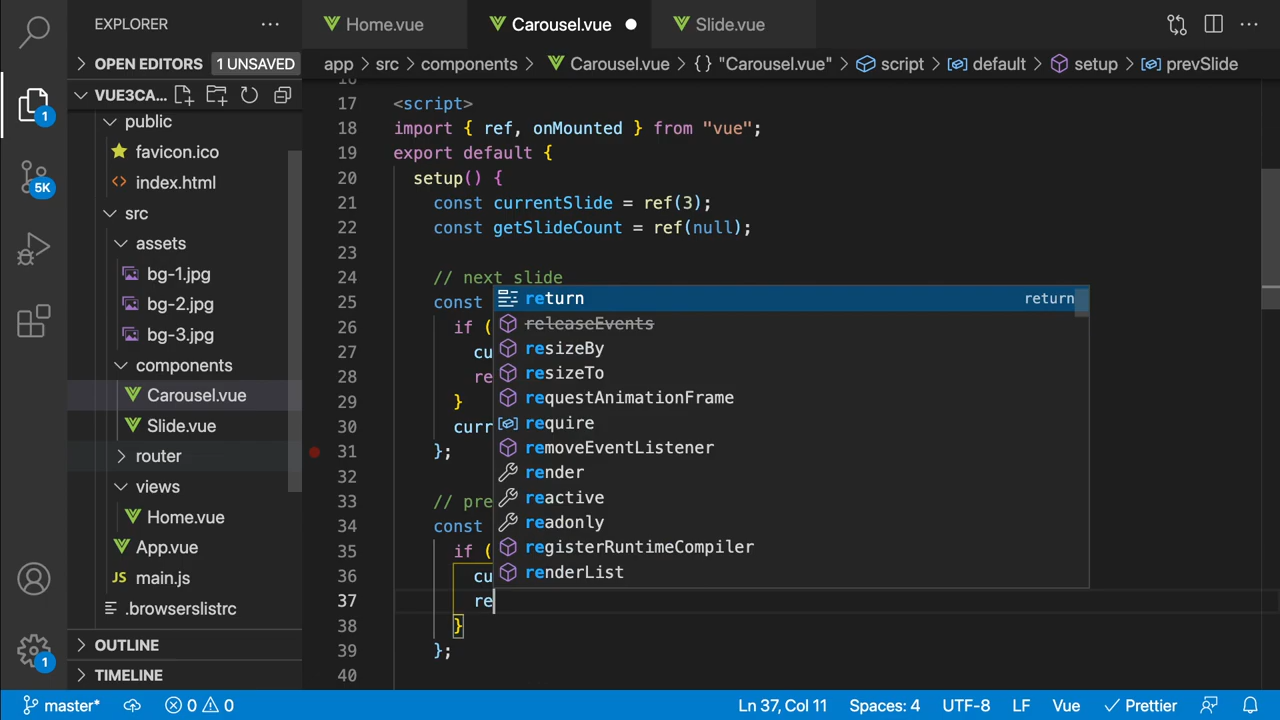 EXPLORER
OPEN EDITORS 1 UNSAVED
VUE3CA...
public
favicon.ico
index.html
src
assets
bg-1.jpg
bg-2.jpg
bg-3.jpg
components
Carousel.vue
Slide.vue
router
views
Home.vue
App.vue
JS main.js
.browserslistrc
OUTLINE
TIMELINE
1
5K
1
Home.vue Carousel.vue Slide.vue
app > src > components > Carousel.vue > {} "Carousel.vue" > script > default > setup > prevSlide
16
17 <script>
18 import { ref, onMounted } from "vue";
19 export default {
20 setup() {
21 const currentSlide = ref(3);
22 const getSlideCount = ref(null);
23
24 // next slide
25 const
26 if (
27 cu
28 re
29 }
30 curr
31 };
32
33 // pre
34 const
35 if (
36 cu
37 re
38 }
39 };
40
return return
releaseEvents
resizeBy
resizeTo
requestAnimationFrame
require
removeEventListener
render
reactive
readonly
registerRuntimeCompiler
renderList
master* 0 0 Ln 37, Col 11 Spaces: 4 UTF-8 LF Vue Prettier